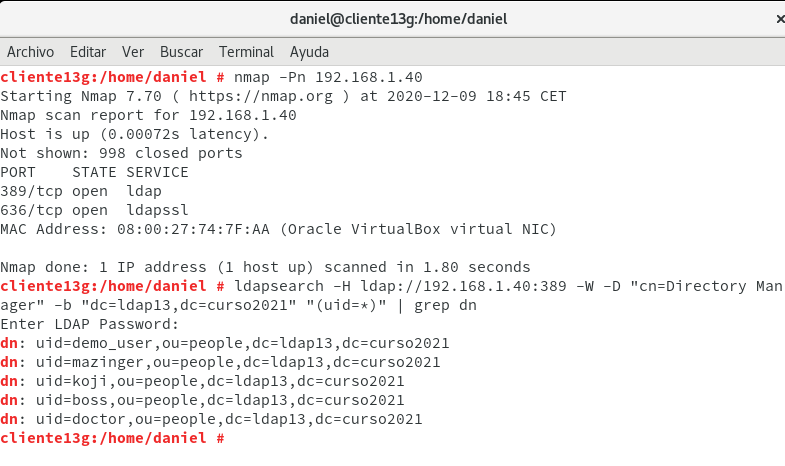 daniel@cliente13g:/home/daniel
Archivo Editar Ver Buscar Terminal Ayuda
cliente13g:/home/daniel # nmap -Pn 192.168.1.40
Starting Nmap 7.70 ( https://nmap.org ) at 2020-12-09 18:45 CET
Nmap scan report for 192.168.1.40
Host is up (0.00072s latency).
Not shown: 998 closed ports
PORT    STATE SERVICE
389/tcp open  ldap
636/tcp open  ldapssl
MAC Address: 08:00:27:74:7F:AA (Oracle VirtualBox virtual NIC)

Nmap done: 1 IP address (1 host up) scanned in 1.80 seconds
cliente13g:/home/daniel # ldapsearch -H ldap://192.168.1.40:389 -W -D "cn=Directory Man
ager" -b "dc=ldap13,dc=curso2021" "(uid=*)" | grep dn
Enter LDAP Password:
dn: uid=demo_user,ou=people,dc=ldap13,dc=curso2021
dn: uid=mazinger,ou=people,dc=ldap13,dc=curso2021
dn: uid=koji,ou=people,dc=ldap13,dc=curso2021
dn: uid=boss,ou=people,dc=ldap13,dc=curso2021
dn: uid=doctor,ou=people,dc=ldap13,dc=curso2021
cliente13g:/home/daniel #